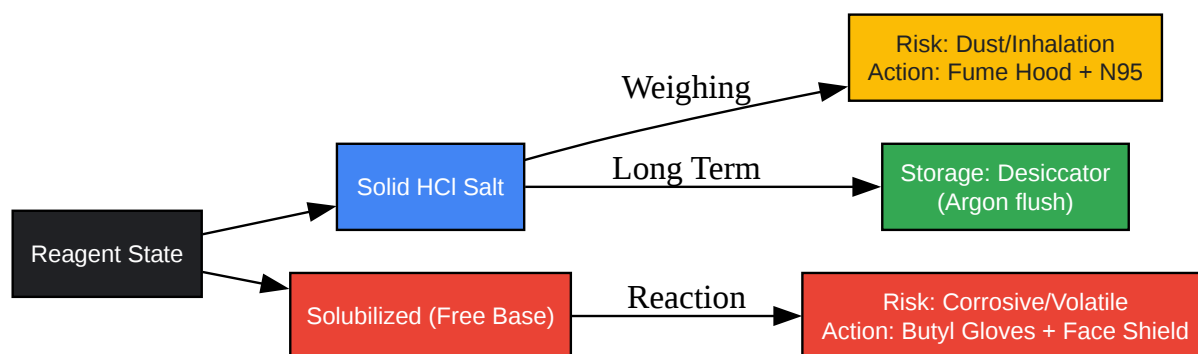 Reagent State
Solid HCl Salt
Solubilized (Free Base)
Weighing
Long Term
Reaction
Risk: Dust/Inhalation
Action: Fume Hood + N95
Storage: Desiccator
(Argon flush)
Risk: Corrosive/Volatile
Action: Butyl Gloves + Face Shield